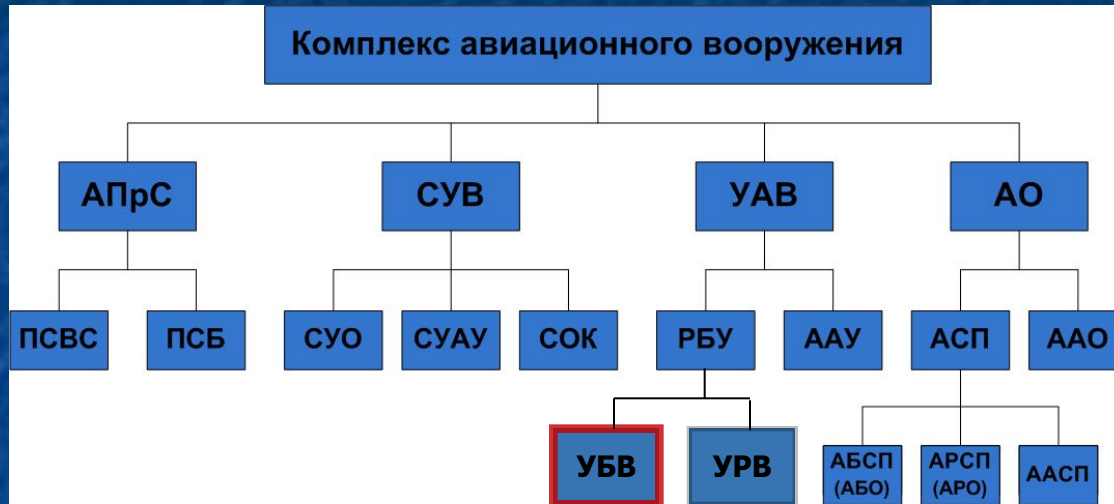 Комплекс авиационного вооружения
АПрС СУВ УАВ АО
ПСВС ПСБ СУО СУАУ СОК РБУ ААУ АСП ААО
УБВ УРВ АБСП АРСП ААСП
(АБО) (АРО)